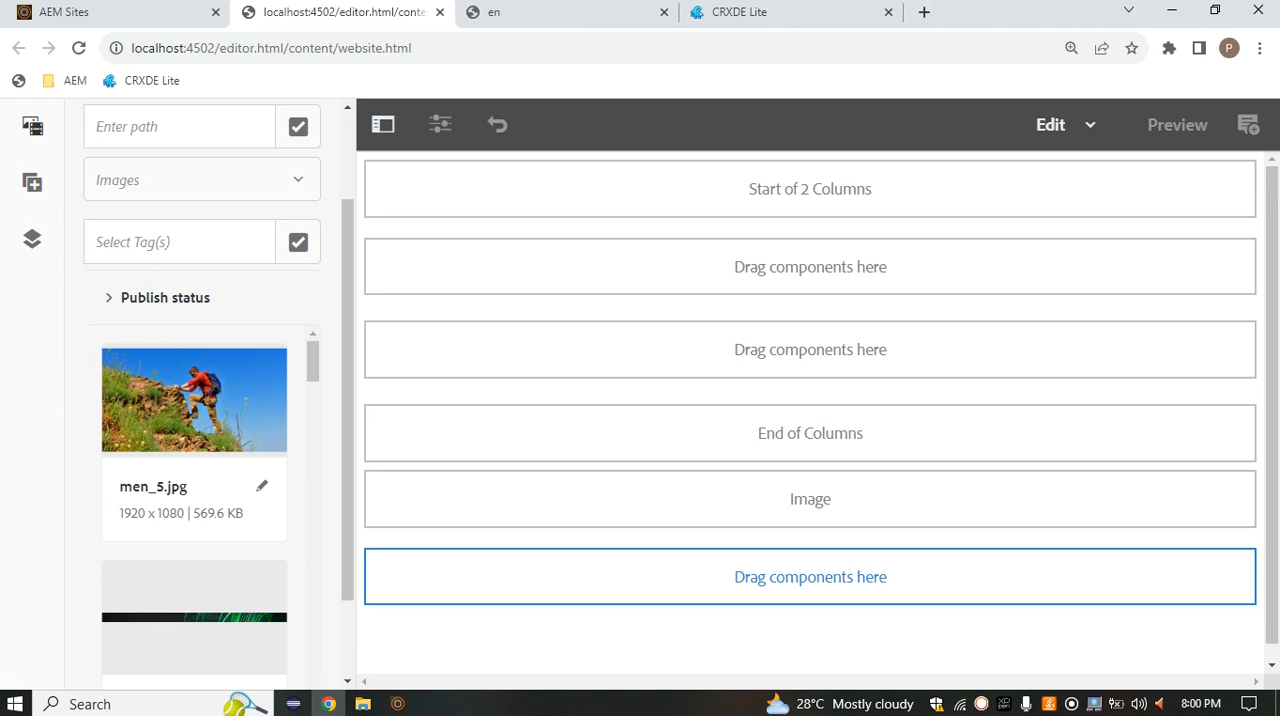 AEM Sites
localhost:4502/editor.html/conte
en
CRXDE Lite
localhost:4502/editor.html/content/website.html
P
AEM
CRXDE Lite
Enter path
Images
Select Tag(s)
Publish status
men_5.jpg
1920 x 1080 | 569.6 KB
Edit
Preview
Start of 2 Columns
Drag components here
Drag components here
End of Columns
Image
Drag components here
Search
28°C Mostly cloudy
8:00 PM